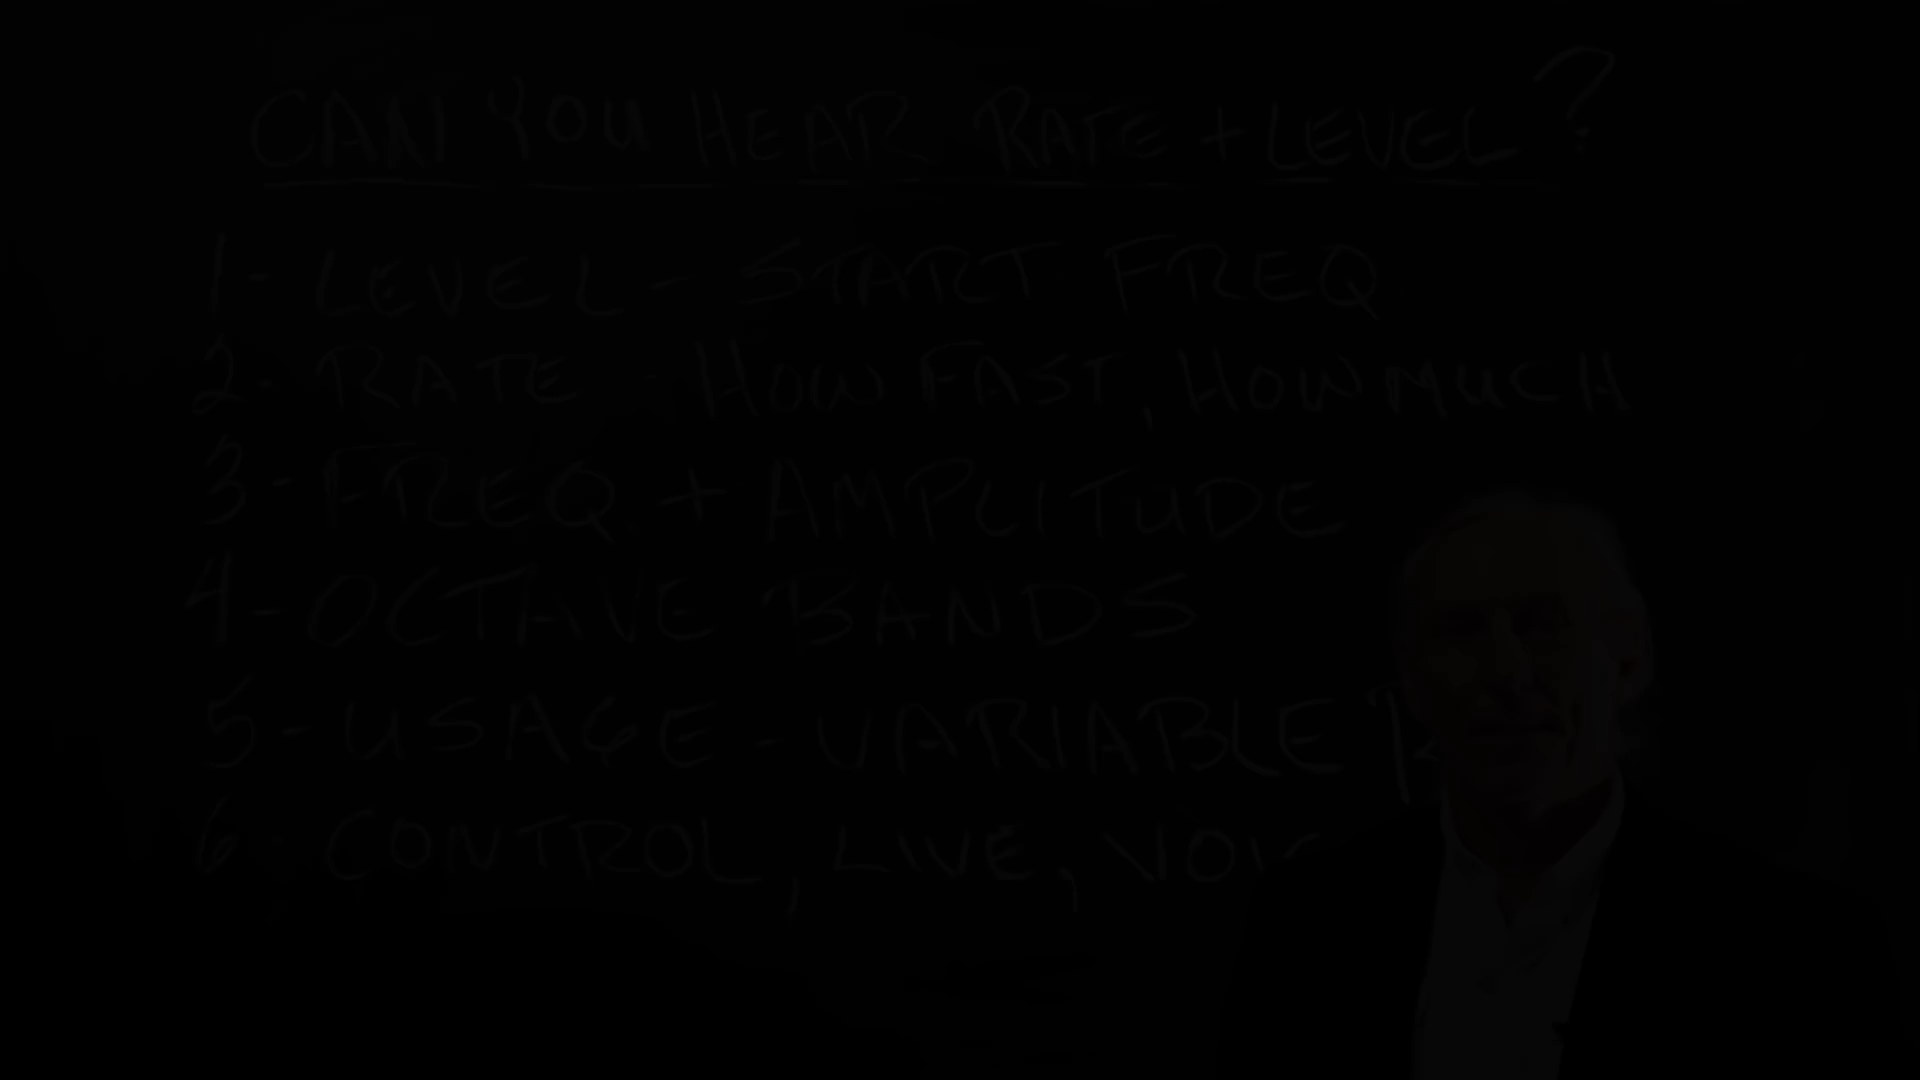 CAN YOU HEAR RATE + LEVEL?
1 - LEVEL - START FREQ
2. RATE - HOW FAST, HOW MUCH
3 - FREQ. + AMPLITUDE
4 - OCTAVE BANDS
5 - USAGE - VARIABLE
6. CONTROL, LIVE,